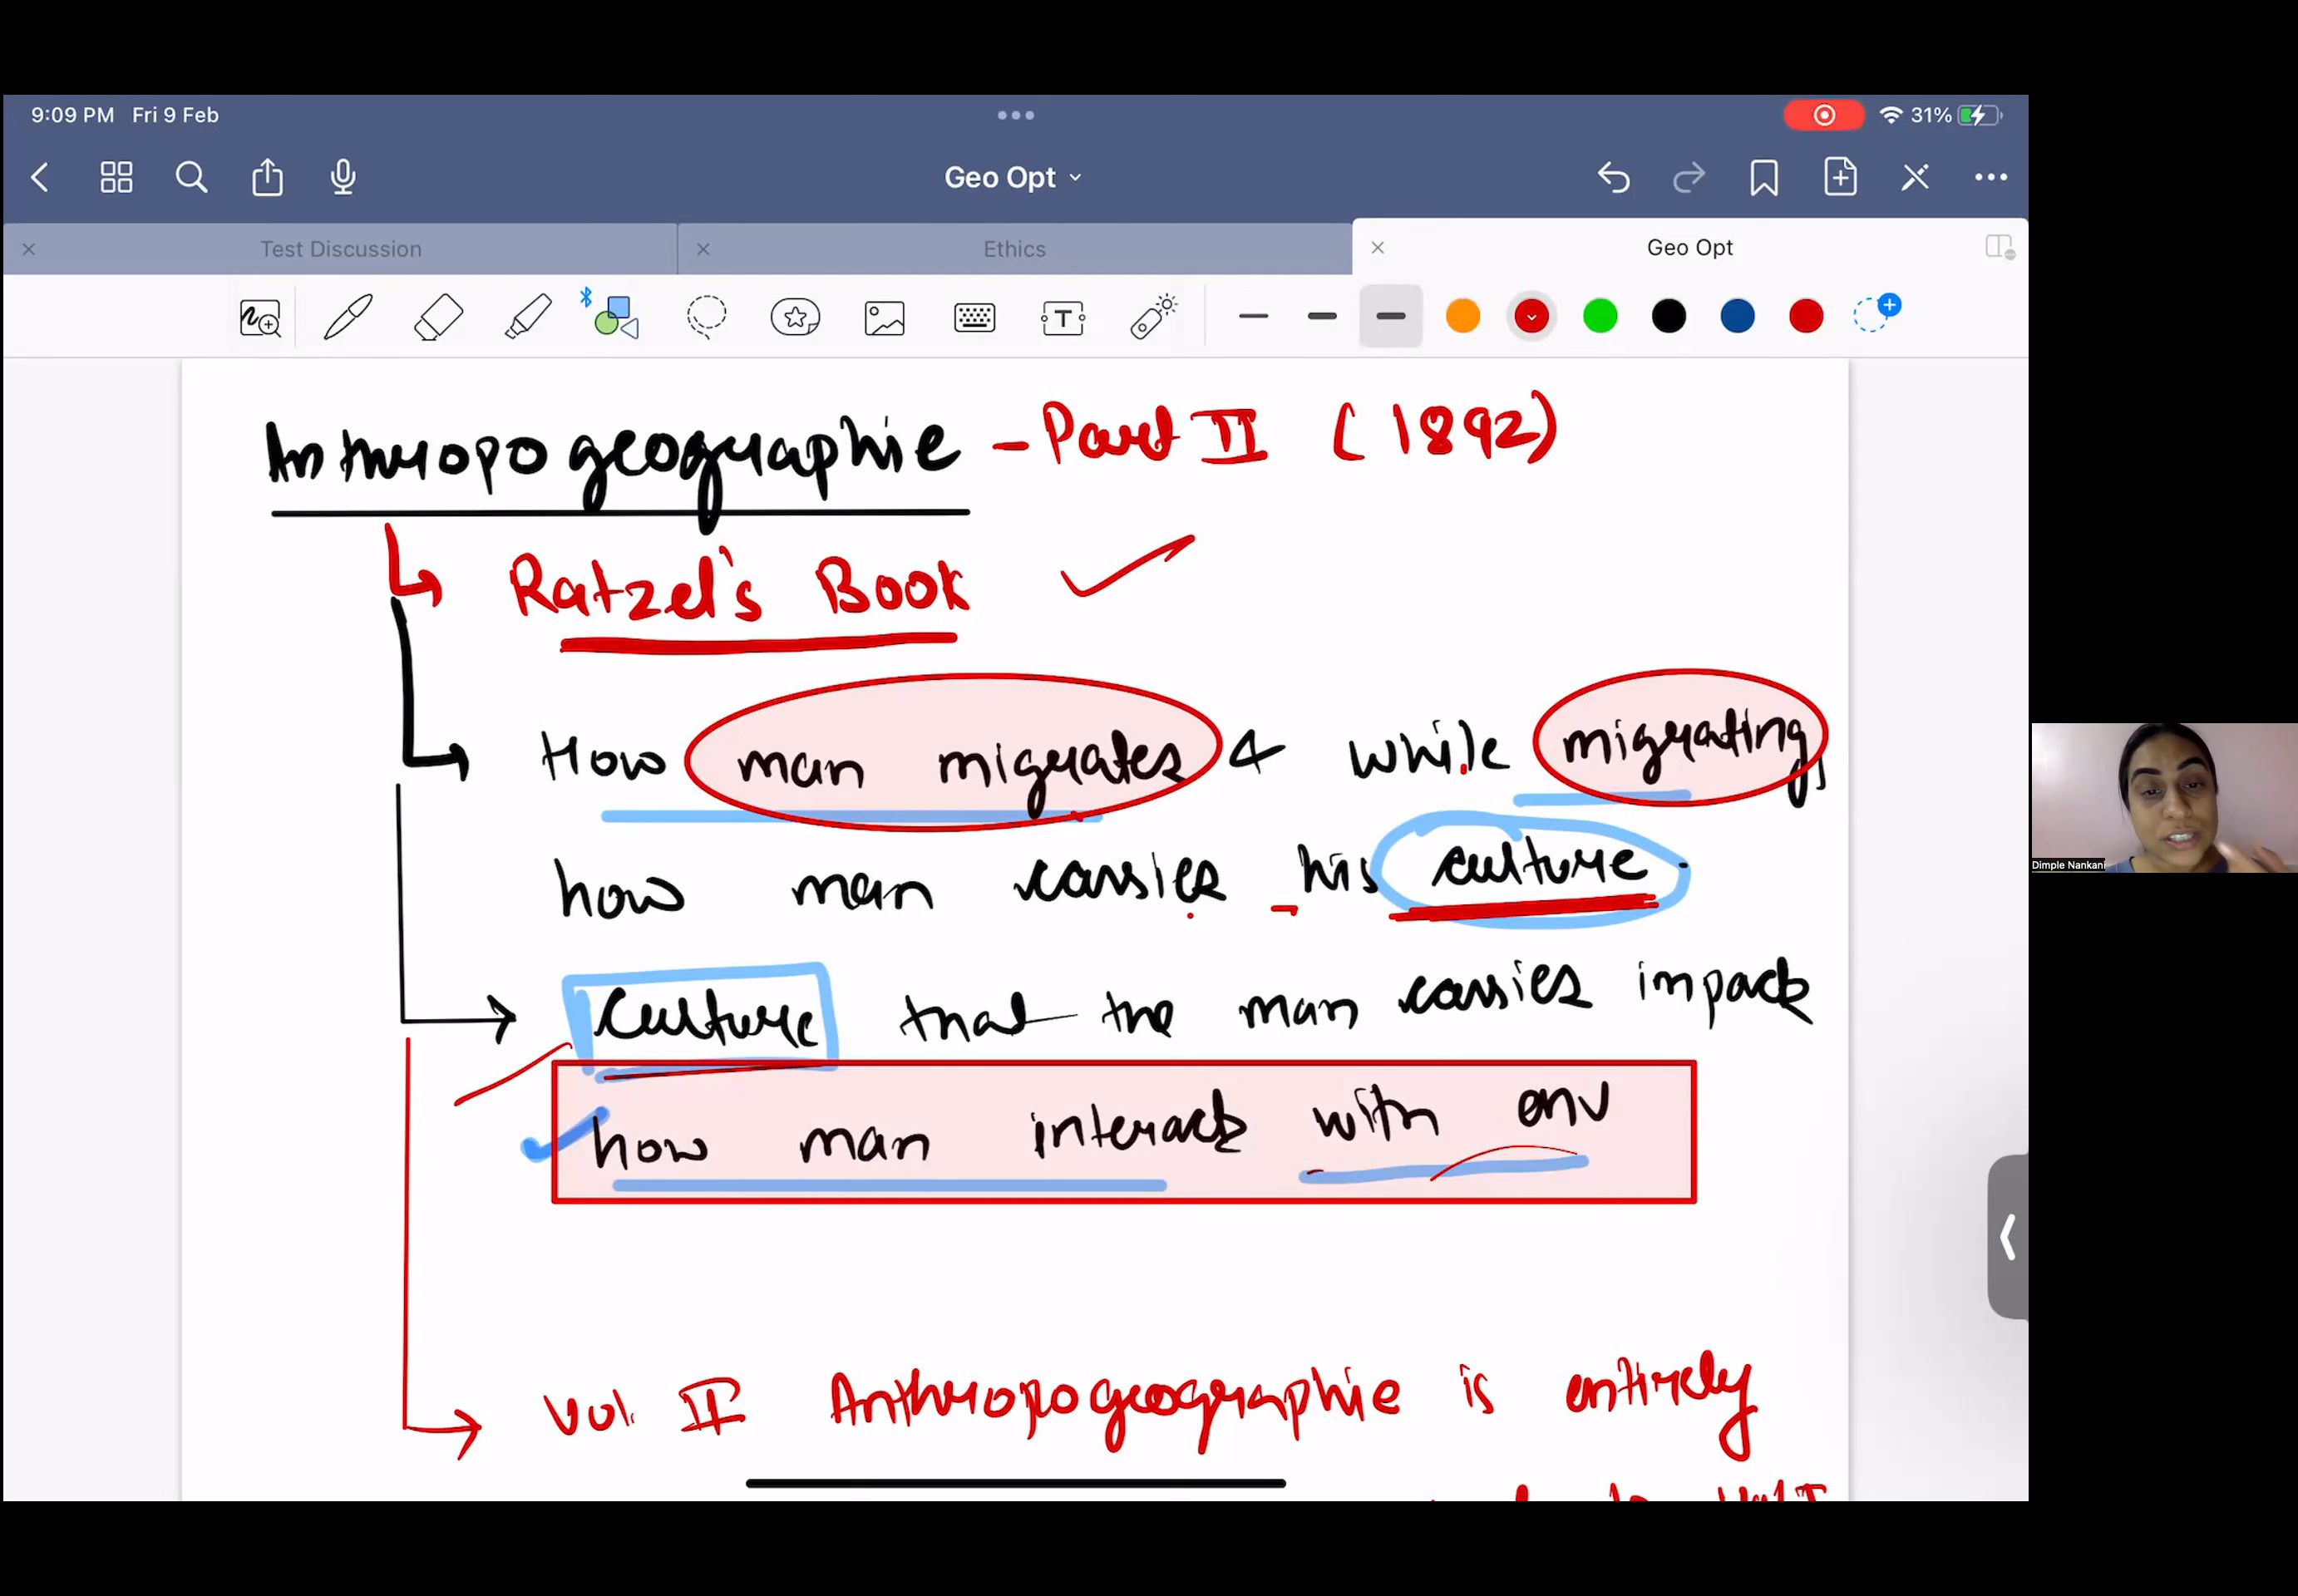 9:09 PM Fri 9 Feb
31%
Geo Opt
Test Discussion
Ethics
Geo Opt
T
Anthropogeographie - Part II (1892)
Ratzel's Book
How man migrates & while migrating,
how man carries his culture.
Culture that the man carries impacts
how man interacts with env
Vol. II Anthropogeographie is entirely
Dimple Nankani